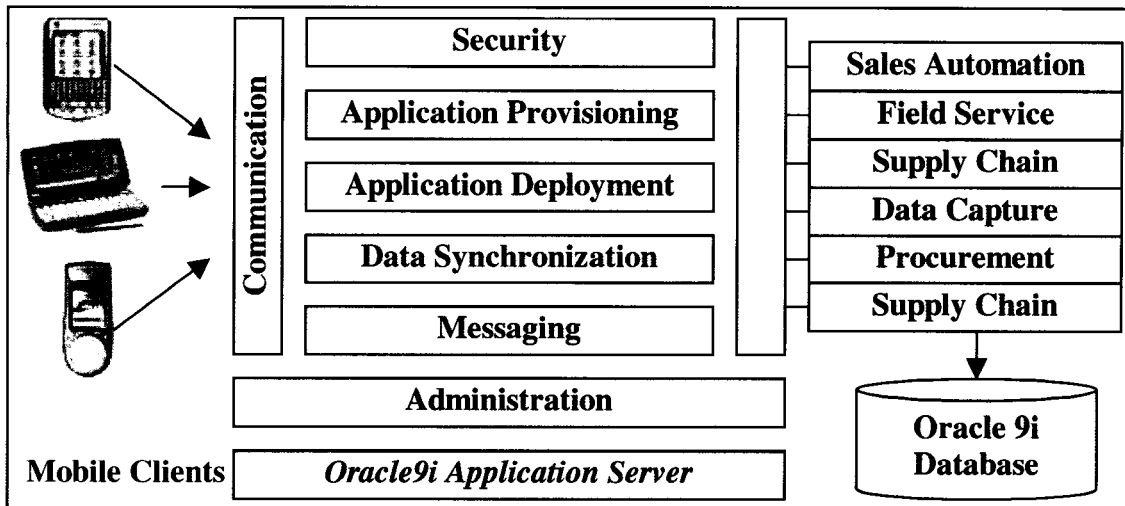 Communication
Security
Application Provisioning
Application Deployment
Data Synchronization
Messaging
Administration
Mobile Clients
Oracle9i Application Server
Sales Automation
Field Service
Supply Chain
Data Capture
Procurement
Supply Chain
Oracle 9i
Database